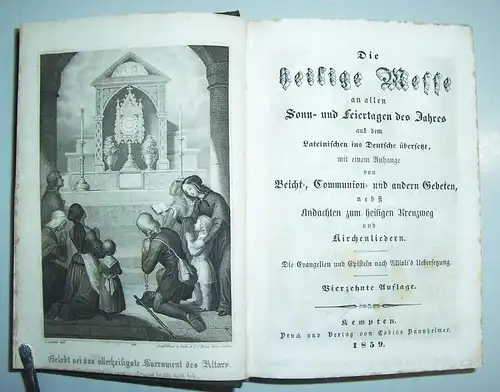 Gelobt sei das allerheiligste Sacrament des Altars
Die
heilige Messe
an allen
Sonn- und Feiertagen des Jahres
aus dem
Lateinischen ins Deutsche übersetzt,
mit einem Anhange
von
Beicht-, Communion- und andern Gebeten,
nebst
Andachten zum heiligen Kreuzweg
und
Kirchenliedern.
Die Evangelien und Episteln nach Allioli's Uebersetzung.
Vierzehnte Auflage.
Kempten.
Druck und Verlag von Tobias Dannheimer.
1859.